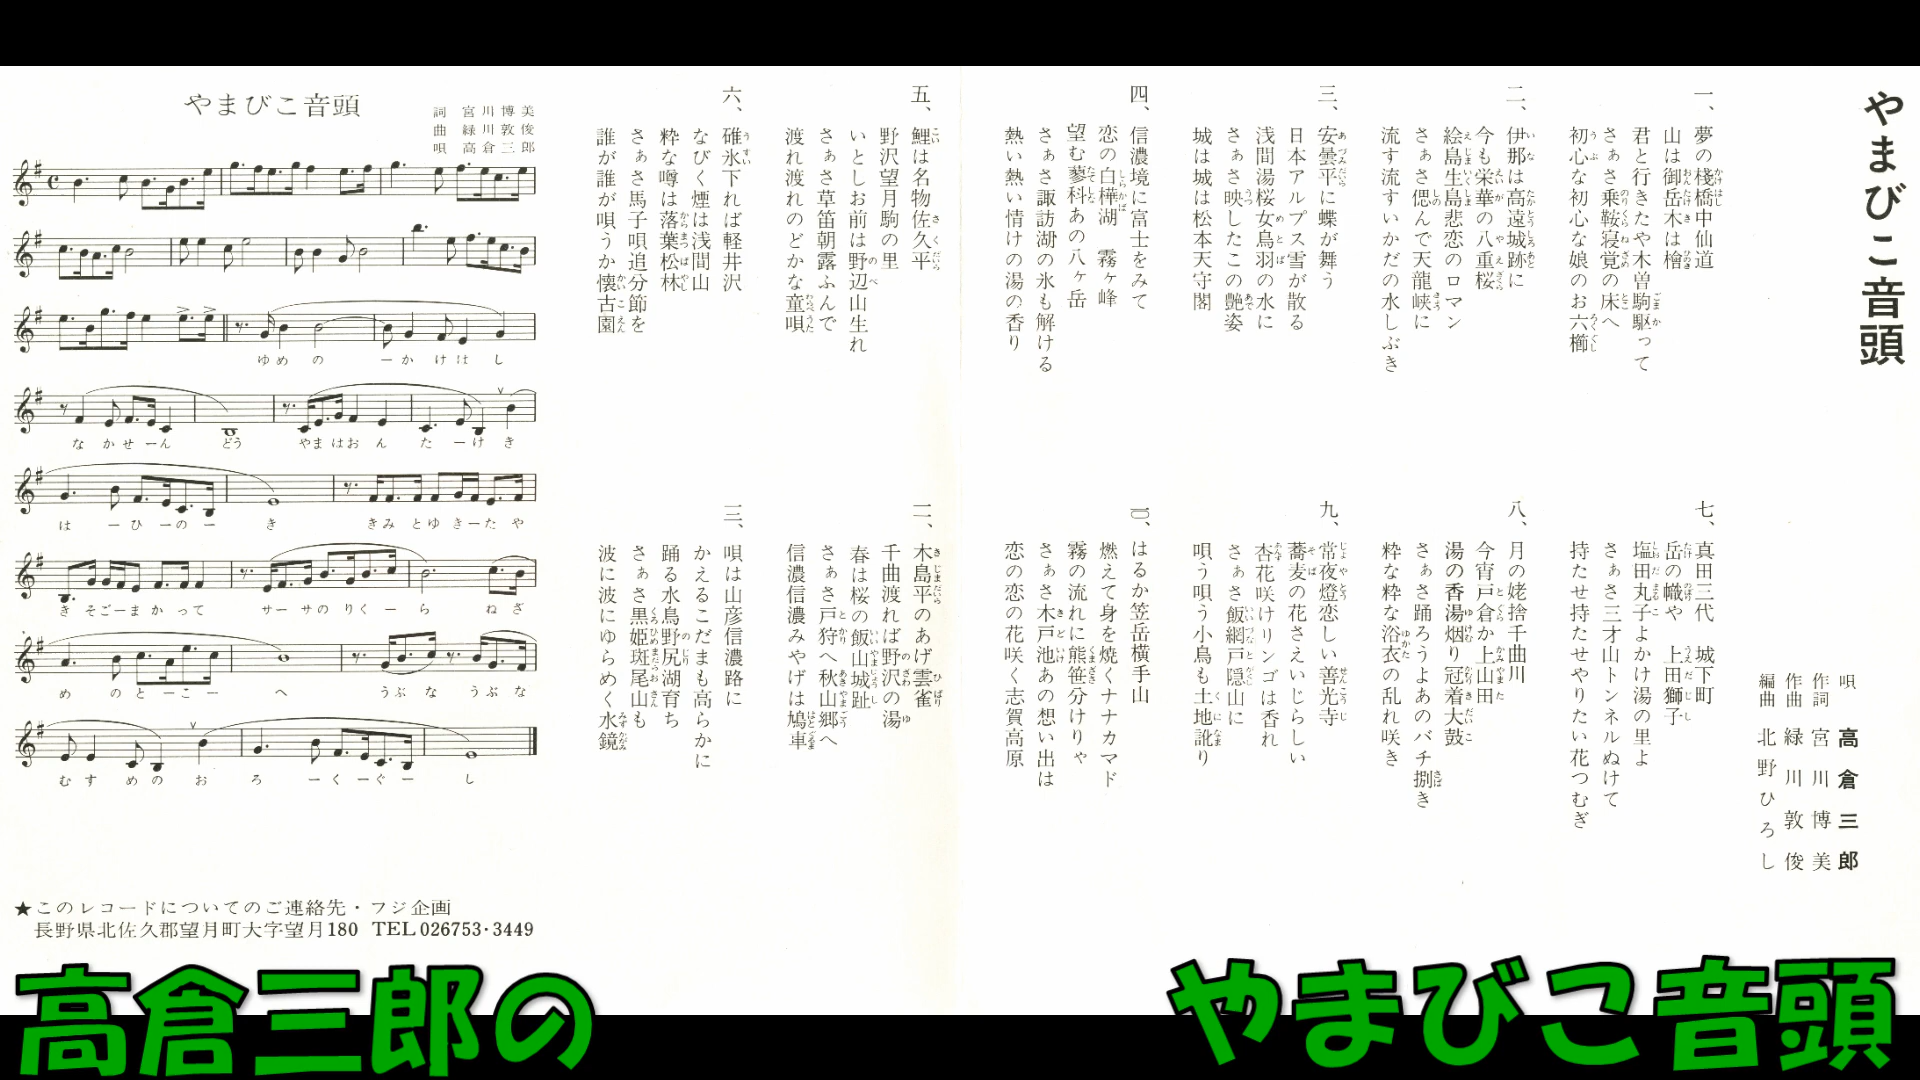 やまびこ音頭
唄 高倉三郎
作詞 宮川博美
作曲 緑川敦俊
編曲 北野ひろし
一、
夢の棧橋中仙道
山は御岳木は檜
君と行きたや木曽駒駆って
さぁさ乗鞍寝覚の床へ
初心な初心な娘のお六櫛
二、
伊那は高遠城跡に
今も栄華の八重桜
絵島生島悲恋のロマン
さぁさ偲んで天龍峡に
流す流すいかだの水しぶき
三、
安曇平に蝶が舞う
日本アルプス雪が散る
浅間湯桜女鳥羽の水に
さぁさ映したこの艶姿
城は城は松本天守閣
四、
信濃境に富士をみて
恋の白樺湖 霧ヶ峰
望む蓼科あの八ヶ岳
さぁさ諏訪湖の氷も解ける
熱い熱い情けの湯の香り
五、
鯉は名物佐久平
野沢望月駒の里
いとしお前は野辺山生れ
さぁさ草笛朝露ふんで
渡れ渡れのどかな童唄
六、
碓氷下れば軽井沢
なびく煙は浅間山
粋な噂は落葉松林
さぁさ馬子唄追分節を
誰が誰が唄うか懐古園
七、
真田三代 城下町
岳の幟や 上田獅子
塩田丸子よかけ湯の里よ
さぁさ三才山トンネルぬけて
持たせ持たせやりたい花つむぎ
八、
月の姥捨千曲川
今宵戸倉か上山田
湯の香湯烟り冠着大鼓
さぁさ踊ろうよあのバチ捌き
粋な粋な浴衣の乱れ咲き
九、
常夜燈恋しい善光寺
蕎麦の花さえいじらしい
杏花咲けリンゴは香れ
さぁさ飯綱戸隠山に
唄う唄う小鳥も土地訛り
10、
はるか笠岳横手山
燃えて身を焼くナナカマド
霧の流れに熊笹分けりゃ
さぁさ木戸池あの想い出は
恋の恋の花咲く志賀高原
二、
木島平のあげ雲雀
千曲渡れば野沢の湯
春は桜の飯山城趾
さぁさ戸狩へ秋山郷へ
信濃信濃みやげは鳩車
三、
唄は山彦信濃路に
かえるこだまも高らかに
踊る水鳥野尻湖育ち
さぁさ黒姫斑尾山も
波に波にゆらめく水鏡
やまびこ音頭
詞 宮川博美
曲 緑川敦俊
唄 高倉三郎
ゆめの ーかけはし
なかせーん どう やまはおん たーけき
は ーひーのー き きみとゆきーたや
きそごーまかって サーサのりくーら ねざ
めのとーこー へ うぶな うぶな
むすめのお ろ ーくーぐー し
★このレコードについてのご連絡先・フジ企画
長野県北佐久郡望月町大字望月180 TEL 026753・3449
高倉三郎の
やまびこ音頭